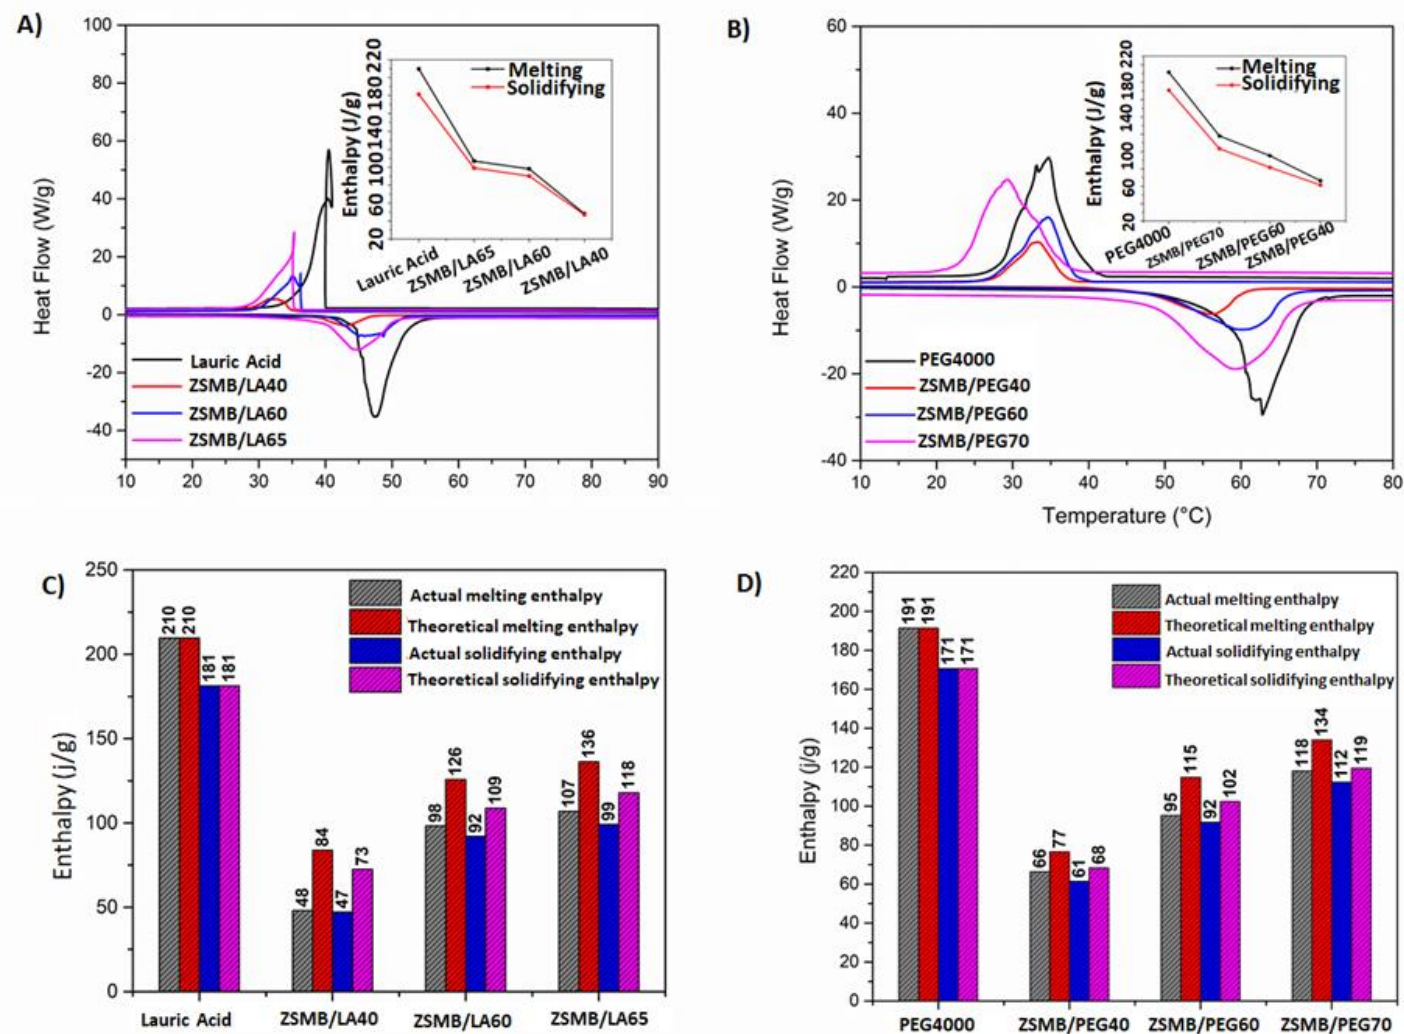 A)
100
80
60
40
20
0
-20
-40
Heat Flow (W/g)
10 20 30 40 50 60 70 80 90
Lauric Acid
ZSMB/LA40
ZSMB/LA60
ZSMB/LA65
Enthalpy (J/g)
220
180
140
100
60
20
Melting
Solidifying
Lauric Acid
ZSMB/LA65
ZSMB/LA60
ZSMB/LA40
B)
60
40
20
0
-20
-40
Heat Flow (W/g)
10 20 30 40 50 60 70 80
Temperature (°C)
PEG4000
ZSMB/PEG40
ZSMB/PEG60
ZSMB/PEG70
Enthalpy (J/g)
220
180
140
100
60
20
Melting
Solidifying
PEG4000
ZSMB/PEG70
ZSMB/PEG60
ZSMB/PEG40
C)
250
200
150
100
50
0
Enthalpy (j/g)
Actual melting enthalpy
Theoretical melting enthalpy
Actual solidifying enthalpy
Theoretical solidifying enthalpy
210 210 181 181
48 84 47 73
98 126 92 109
107 136 99 118
Lauric Acid ZSMB/LA40 ZSMB/LA60 ZSMB/LA65
D)
220
200
180
160
140
120
100
80
60
40
20
0
Enthalpy (j/g)
Actual melting enthalpy
Theoretical melting enthalpy
Actual solidifying enthalpy
Theoretical solidifying enthalpy
191 191 171 171
66 77 61 68
95 115 92 102
118 134 112 119
PEG4000 ZSMB/PEG40 ZSMB/PEG60 ZSMB/PEG70